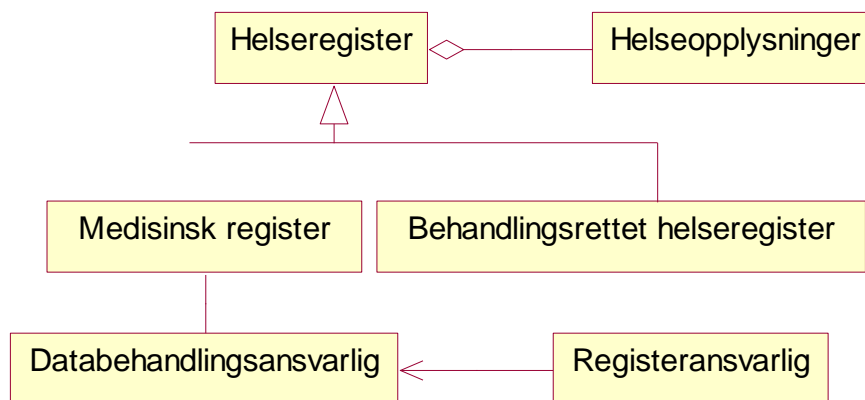 Helseregister
Helseopplysninger
Medisinsk register
Behandlingsrettet helseregister
Databehandlingsansvarlig
Registeransvarlig